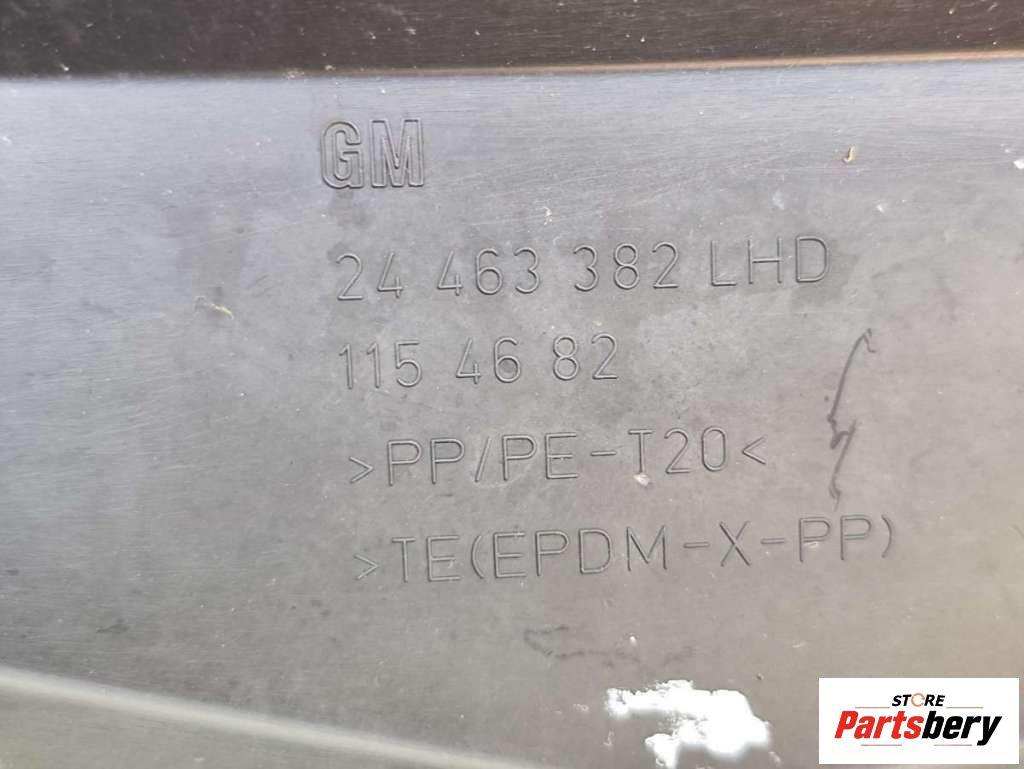 GM
24 463 382 LHD
115 46 82
>PP/PE-T20<
>TE(EPDM-X-PP)
STORE
Partsbery